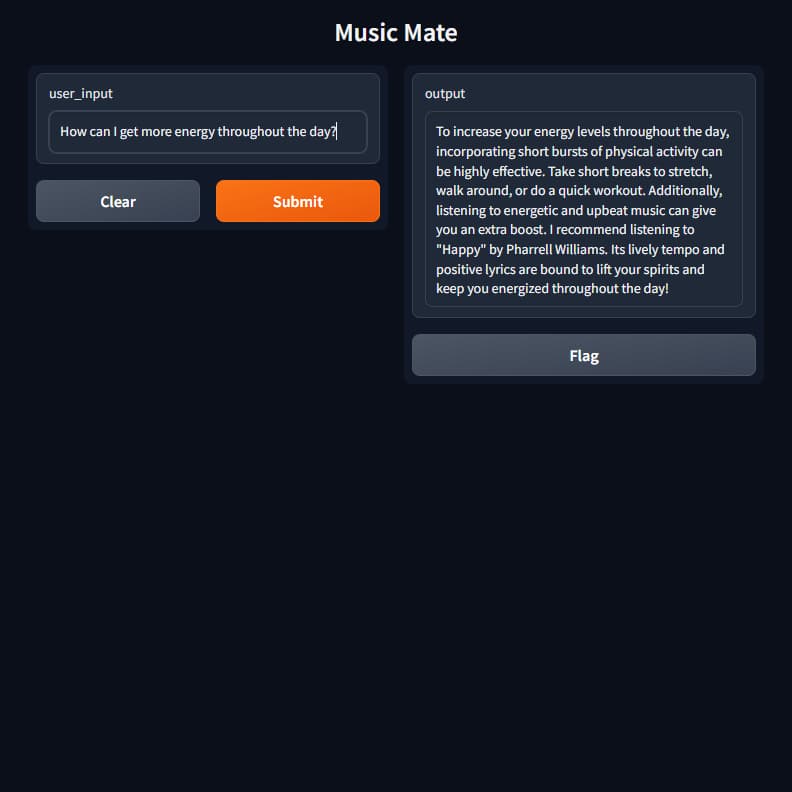 Music Mate
user_input
How can I get more energy throughout the day?
Clear
Submit
output
To increase your energy levels throughout the day,
incorporating short bursts of physical activity can
be highly effective. Take short breaks to stretch,
walk around, or do a quick workout. Additionally,
listening to energetic and upbeat music can give
you an extra boost. I recommend listening to
"Happy" by Pharrell Williams. Its lively tempo and
positive lyrics are bound to lift your spirits and
keep you energized throughout the day!
Flag